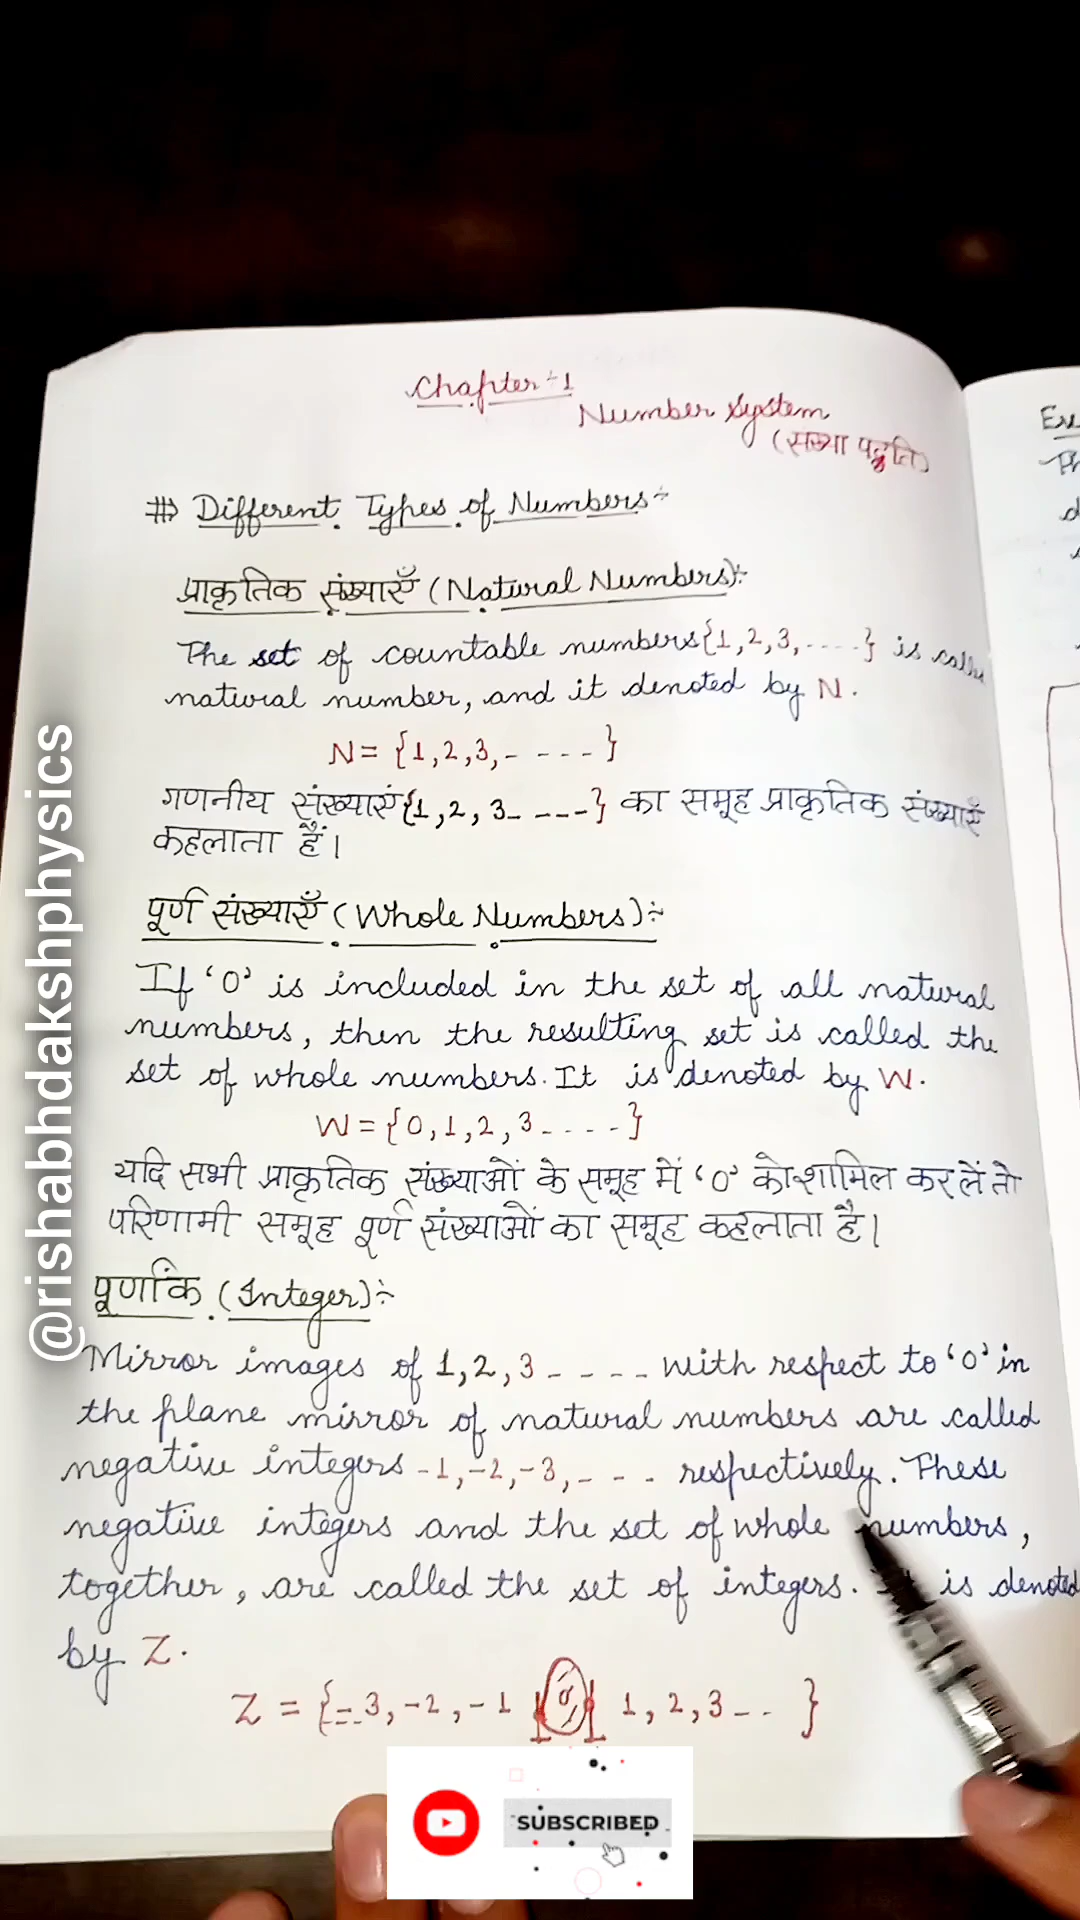 Chapter ÷ 1
Number System
(संख्या पद्धति)
Different Types of Numbers ÷
प्राकृतिक संख्याएँ (Natural Numbers) ÷
The set of countable numbers {1, 2, 3, ....} is called
natural number, and it denoted by N.
N = {1, 2, 3, - - - - -}
गणनीय संख्याएं {1, 2, 3 - - - -} का समूह प्राकृतिक संख्याएँ
कहलाता हैं।
पूर्ण संख्याएँ (Whole Numbers) ÷
If '0' is included in the set of all natural
numbers, then the resulting set is called the
set of whole numbers. It is denoted by W.
W = {0, 1, 2, 3 - - - - -}
यदि सभी प्राकृतिक संख्याओं के समूह में '0' को शामिल कर लें तो
परिणामी समूह पूर्ण संख्याओं का समूह कहलाता है।
पूर्णांक (Integer) ÷
Mirror images of 1, 2, 3 - - - - with respect to '0' in
the plane mirror of natural numbers are called
negative integers -1, -2, -3, - - - respectively. These
negative integers and the set of whole numbers,
together, are called the set of integers. is denoted
by Z.
Z = {--- 3, -2, -1 0 1, 2, 3 - - - }
@rishabhdakshphysics
SUBSCRIBED